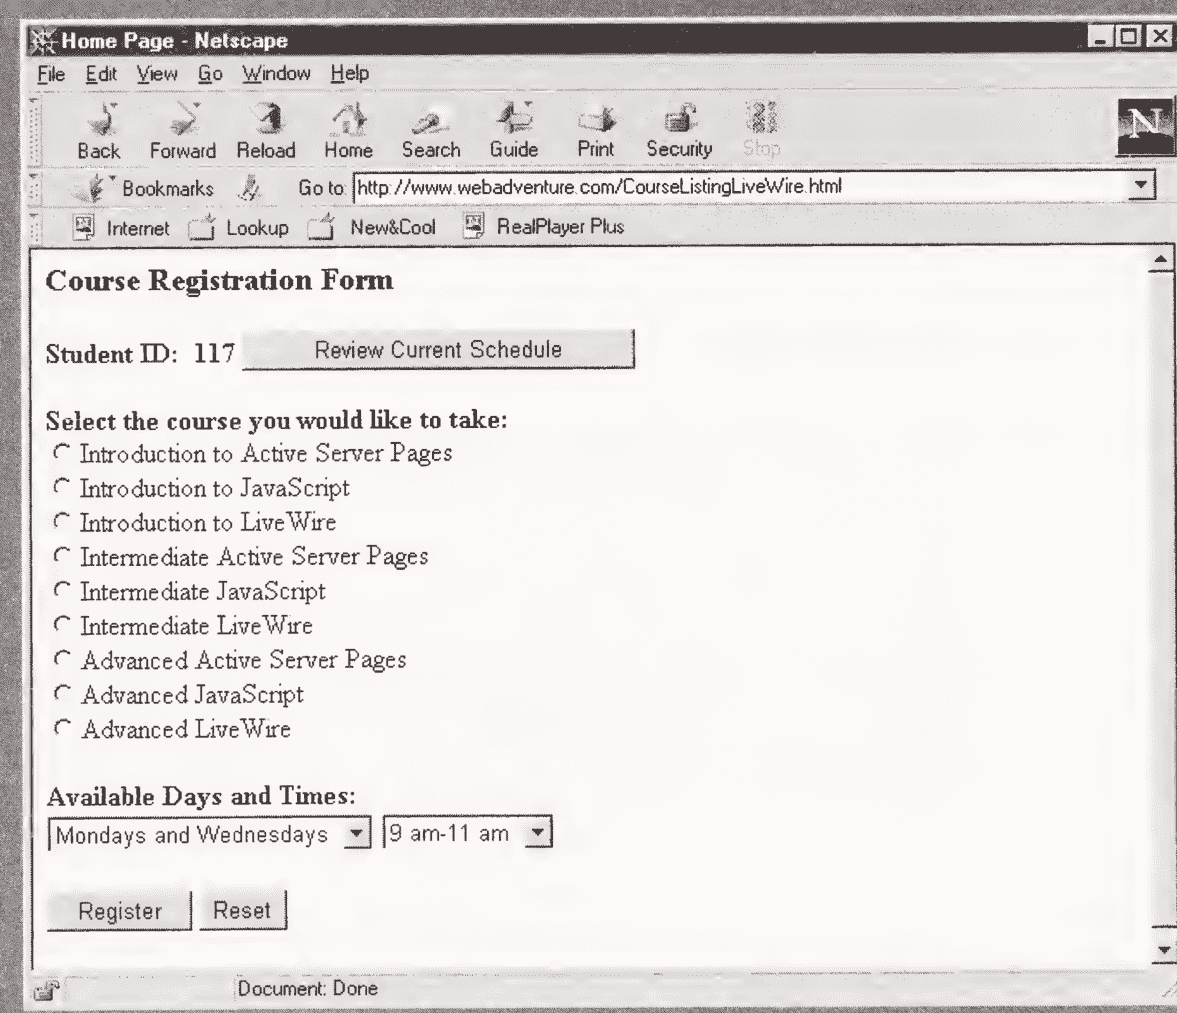 Home Page - Netscape
File Edit View Go Window Help
Back Forward Reload Home Search Guide Print Security Stop
N
Bookmarks Go to: http://www.webadventure.com/CourseListingLiveWire.html
Internet Lookup New&Cool RealPlayer Plus
Course Registration Form
Student ID: 117 Review Current Schedule
Select the course you would like to take:
Introduction to Active Server Pages
Introduction to JavaScript
Introduction to LiveWire
Intermediate Active Server Pages
Intermediate JavaScript
Intermediate LiveWire
Advanced Active Server Pages
Advanced JavaScript
Advanced LiveWire
Available Days and Times:
Mondays and Wednesdays 9 am-11 am
Register Reset
Document: Done